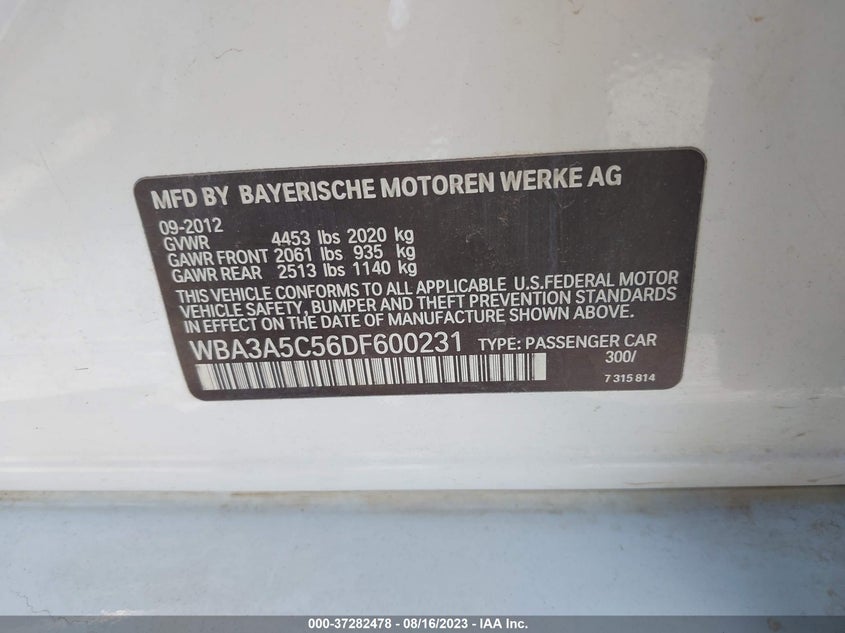 MFD BY BAYERISCHE MOTOREN WERKE AG
09-2012
GVWR 4453 lbs 2020 kg
GAWR FRONT 2061 lbs 935 kg
GAWR REAR 2513 lbs 1140 kg
THIS VEHICLE CONFORMS TO ALL APPLICABLE U.S.FEDERAL MOTOR
VEHICLE SAFETY, BUMPER AND THEFT PREVENTION STANDARDS
IN EFFECT ON THE DATE OF MANUFACTURE SHOWN ABOVE.
WBA3A5C56DF600231 TYPE: PASSENGER CAR
300/
7 315 814
000-37282478 - 08/16/2023 - IAA Inc.